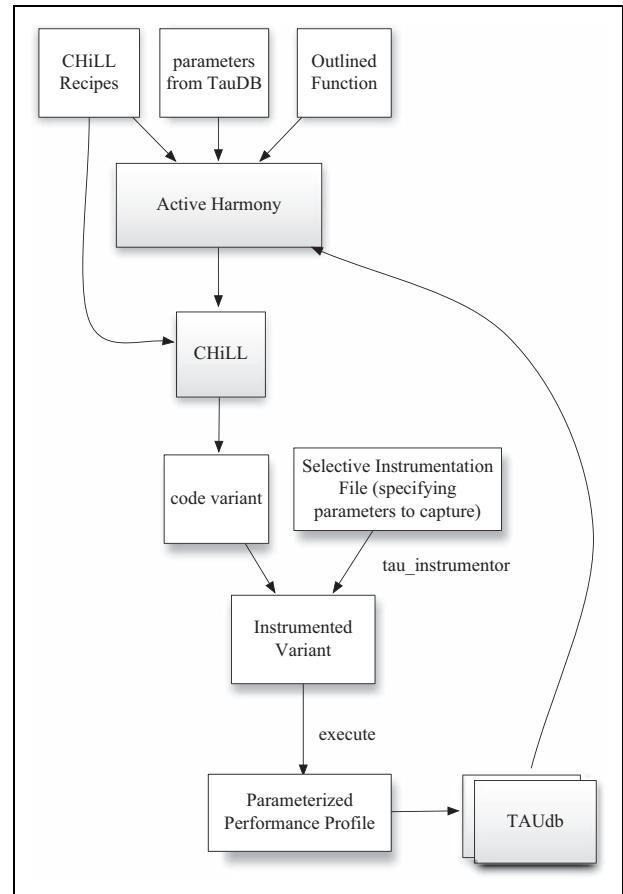 CHiLL
Recipes
parameters
from TauDB
Outlined
Function
Active Harmony
CHiLL
code variant
Selective Instrumentation
File (specifying
parameters to capture)
tau_instrumentor
Instrumented
Variant
execute
Parameterized
Performance Profile
TAUdb